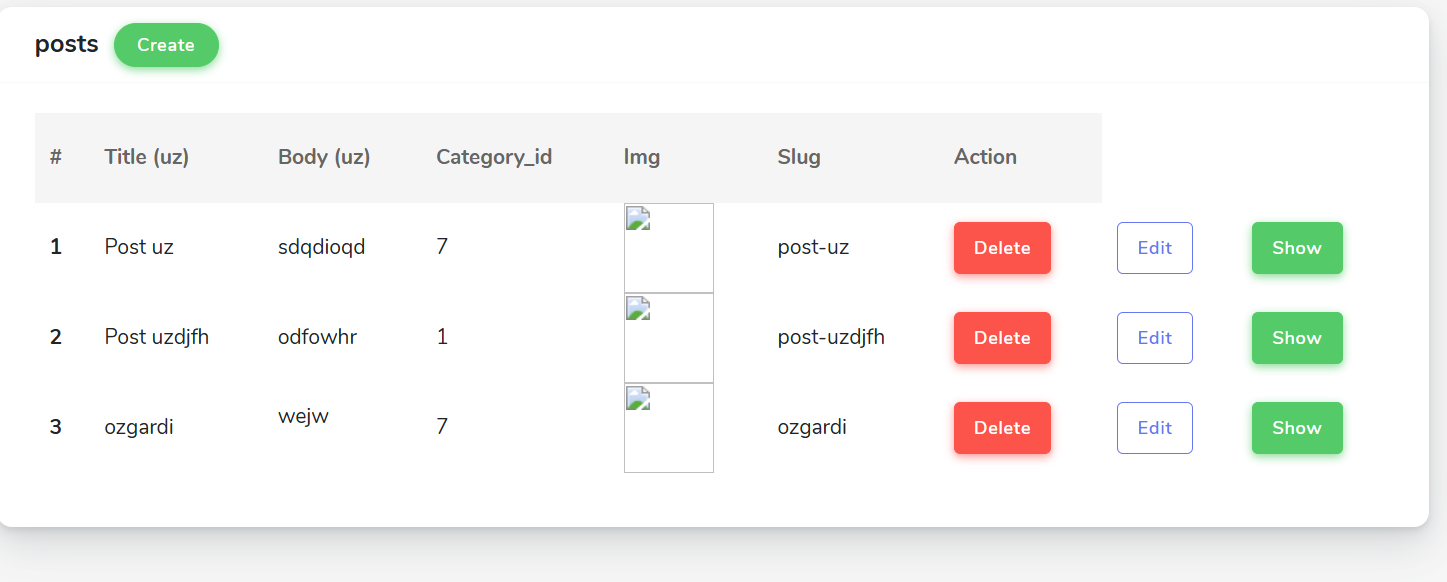 posts Create
# Title (uz) Body (uz) Category_id Img Slug Action
1 Post uz sdqdioqd 7 post-uz Delete Edit Show
2 Post uzdjfh odfowhr 1 post-uzdjfh Delete Edit Show
3 ozgardi wejw 7 ozgardi Delete Edit Show